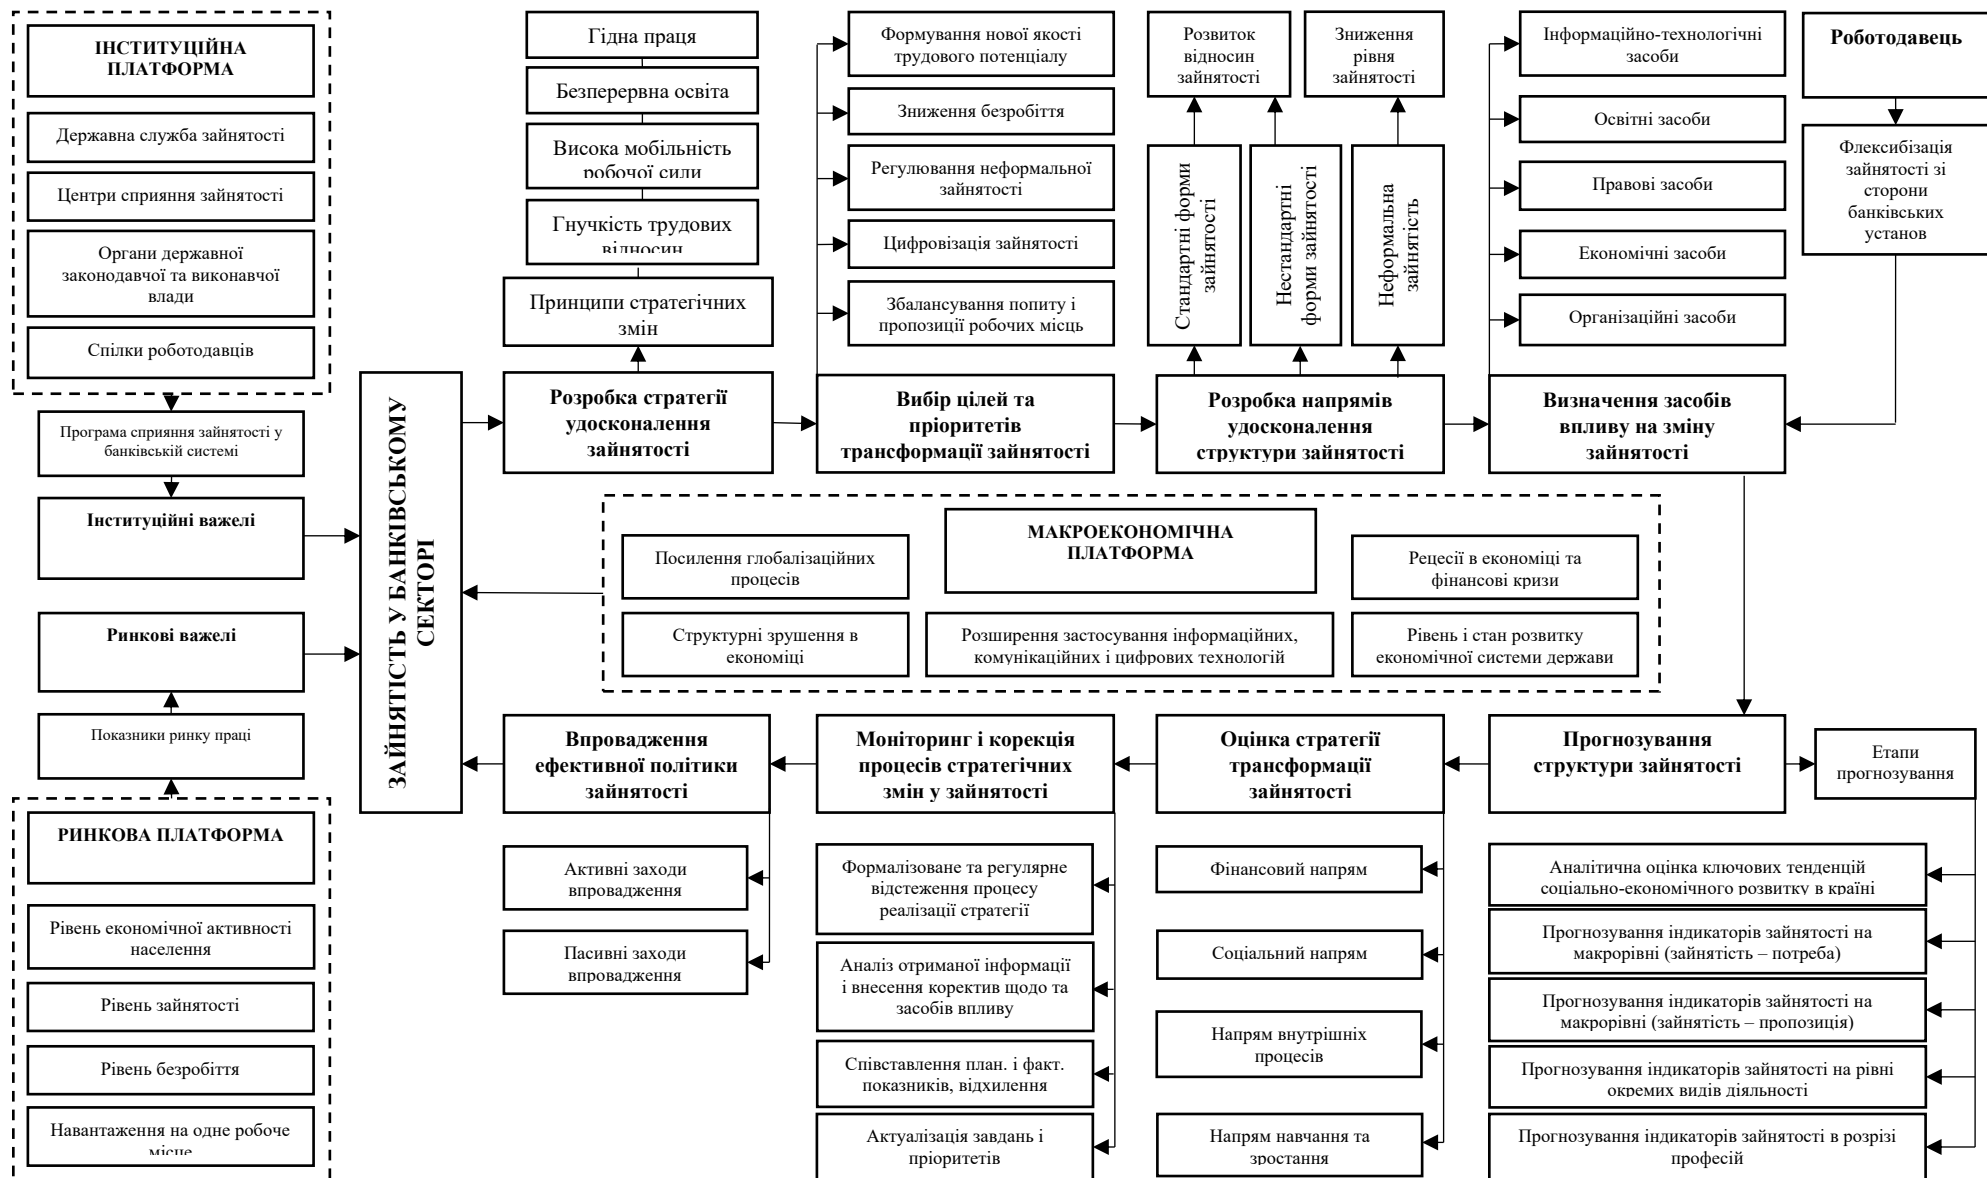 ІНСТИТУЦІЙНА
ПЛАТФОРМА
Державна служба зайнятості
Центри сприяння зайнятості
Органи державної
законодавчої та виконавчої
влади
Спілки роботодавців
Програма сприяння зайнятості у
банківській системі
Інституційні важелі
Ринкові важелі
Показники ринку праці
РИНКОВА ПЛАТФОРМА
Рівень економічної активності
населення
Рівень зайнятості
Рівень безробіття
Навантаження на одне робоче
місце
ЗАЙНЯТІСТЬ У БАНКІВСЬКОМУ
СЕКТОРІ
Гідна праця
Безперервна освіта
Висока мобільність
робочої сили
Гнучкість трудових
відносин
Принципи стратегічних
змін
Розробка стратегії
удосконалення
зайнятості
Формування нової якості
трудового потенціалу
Зниження безробіття
Регулювання неформальної
зайнятості
Цифровізація зайнятості
Збалансування попиту і
пропозиції робочих місць
Вибір цілей та
пріоритетів
трансформації зайнятості
Розвиток
відносин
зайнятості
Зниження
рівня
зайнятості
Стандартні форми
зайнятості
Нестандартні
форми зайнятості
Неформальна
зайнятість
Розробка напрямів
удосконалення
структури зайнятості
Інформаційно-технологічні
засоби
Освітні засоби
Правові засоби
Економічні засоби
Організаційні засоби
Визначення засобів
впливу на зміну
зайнятості
Роботодавець
Флексибізація
зайнятості зі
сторони
банківських
установ
МАКРОЕКОНОМІЧНА
ПЛАТФОРМА
Посилення глобалізаційних
процесів
Рецесії в економіці та
фінансові кризи
Структурні зрушення в
економіці
Розширення застосування інформаційних,
комунікаційних і цифрових технологій
Рівень і стан розвитку
економічної системи держави
Впровадження
ефективної політики
зайнятості
Активні заходи
впровадження
Пасивні заходи
впровадження
Моніторинг і корекція
процесів стратегічних
змін у зайнятості
Формалізоване та регулярне
відстеження процесу
реалізації стратегії
Аналіз отриманої інформації
і внесення коректив щодо та
засобів впливу
Співставлення план. і факт.
показників, відхилення
Актуалізація завдань і
пріоритетів
Оцінка стратегії
трансформації
зайнятості
Фінансовий напрям
Соціальний напрям
Напрям внутрішніх
процесів
Напрям навчання та
зростання
Прогнозування
структури зайнятості
Етапи
прогнозування
Аналітична оцінка ключових тенденцій
соціально-економічного розвитку в країні
Прогнозування індикаторів зайнятості на
макрорівні (зайнятість – потреба)
Прогнозування індикаторів зайнятості на
макрорівні (зайнятість – пропозиція)
Прогнозування індикаторів зайнятості на рівні
окремих видів діяльності
Прогнозування індикаторів зайнятості в розрізі
професій